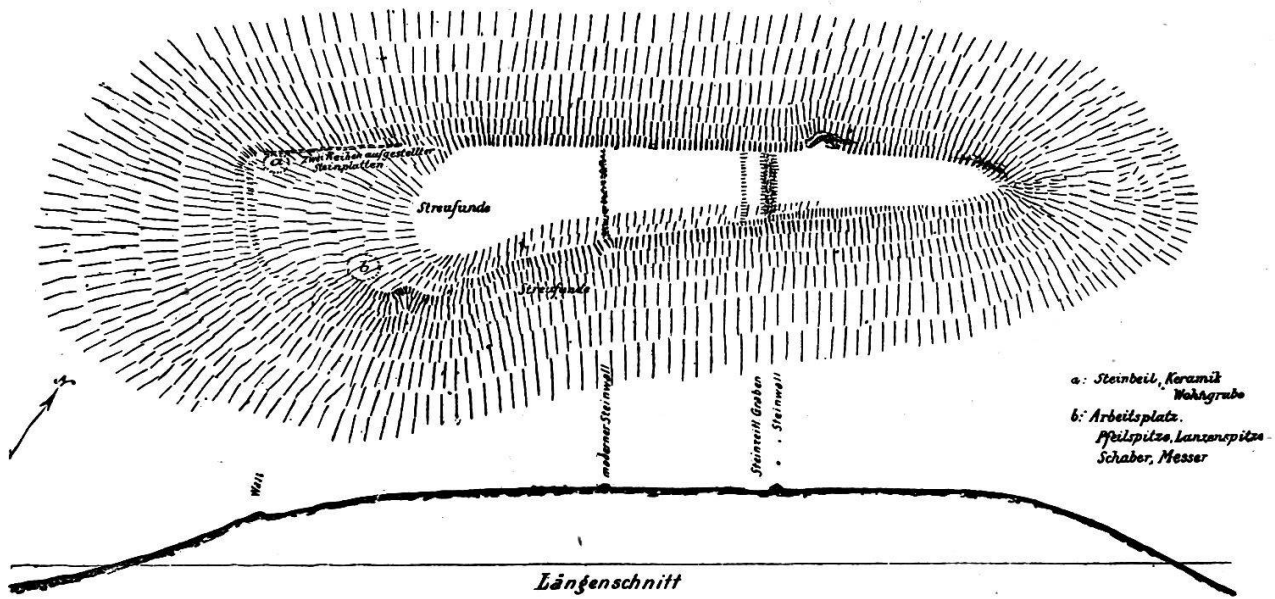 a
Zwei Reihen aufgestellter
Steinplatten
Streufunde
b
Streufunde
N
a: Steinbeil, Keramik
Wohngrube
b: Arbeitsplatz.
Pfeilspitze, Lanzenspitze
Schaber, Messer
Wall
moderner Steinwall
Steinzeitl Graben
" " Steinwall
Längenschnitt